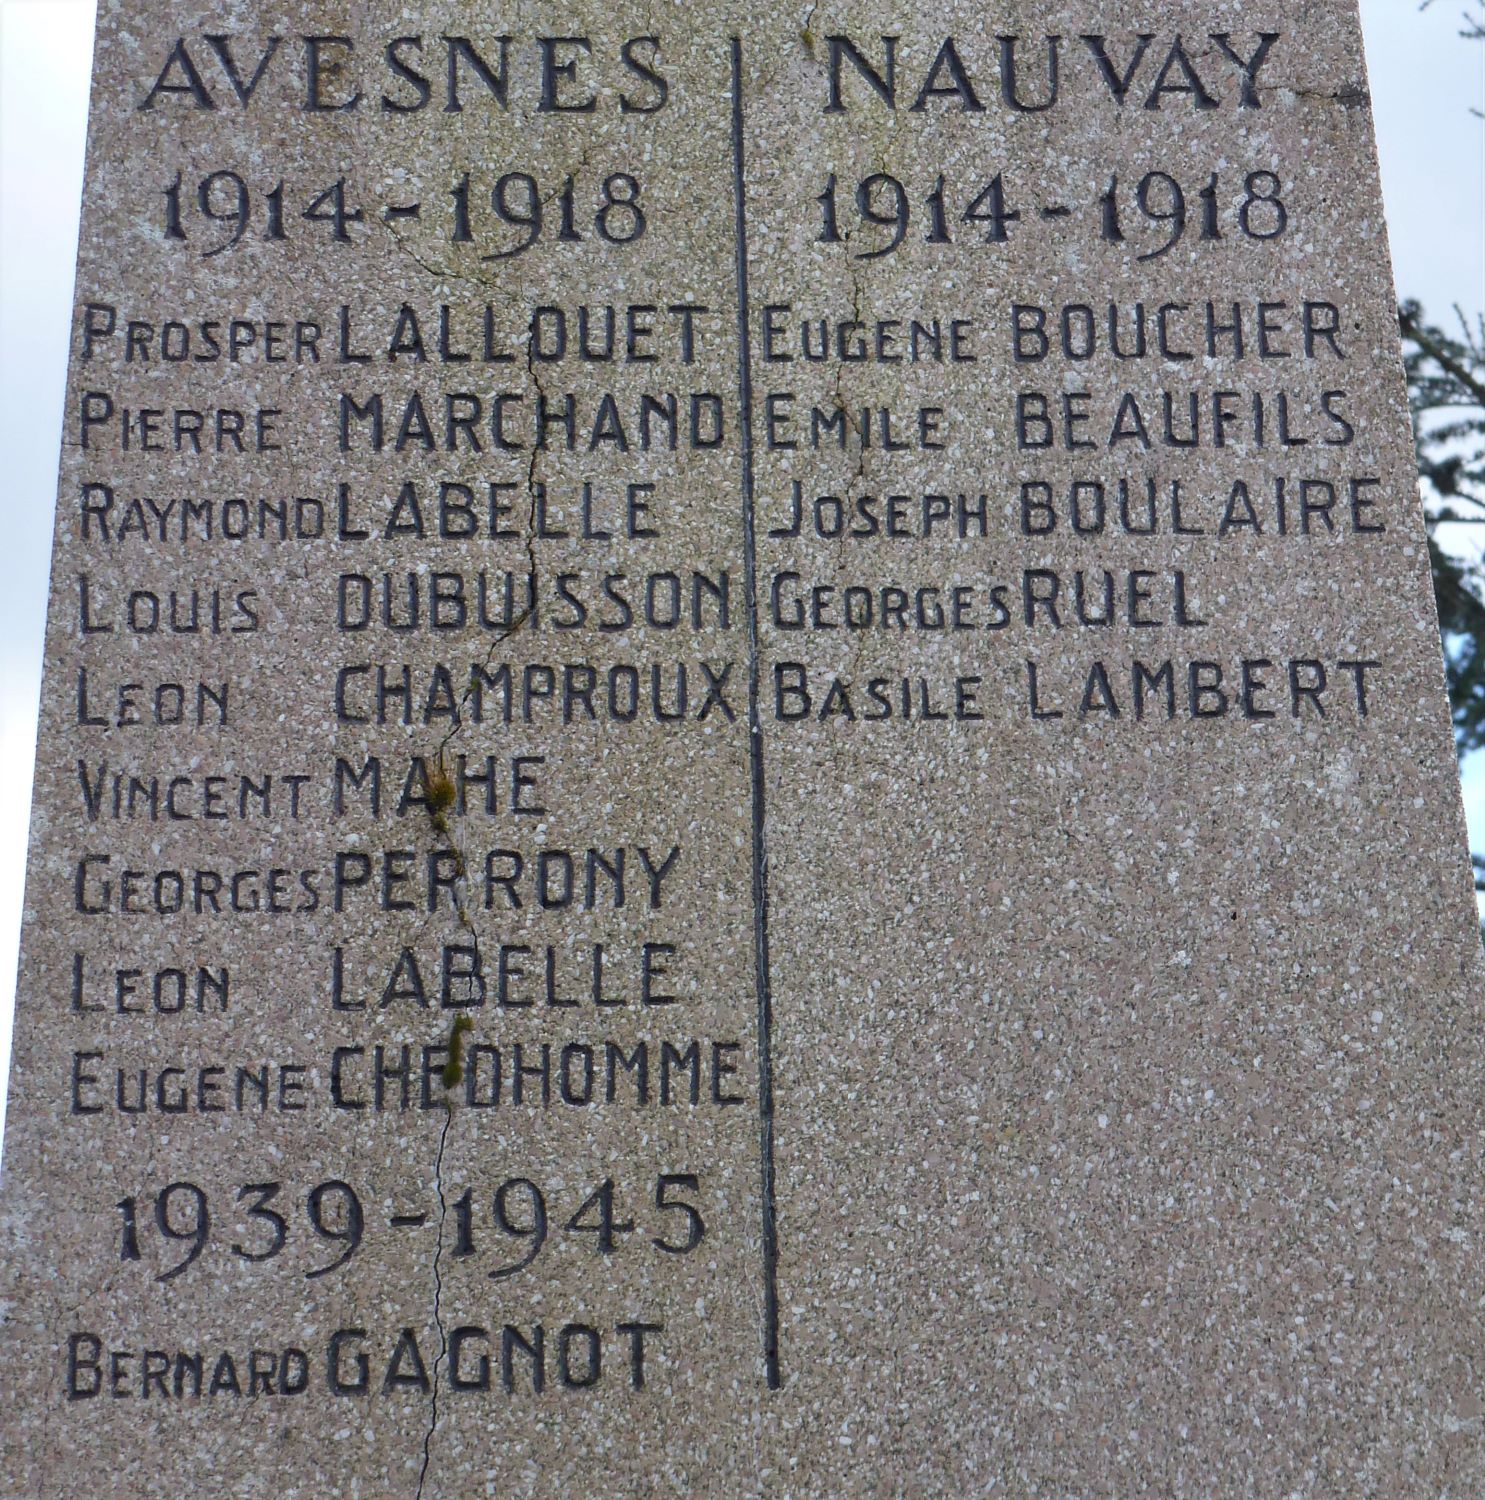 AVESNES
1914-1918
PROSPER LALLOUET
PIERRE MARCHAND
RAYMOND LABELLE
LOUIS DUBUISSON
LEON CHAMPROUX
VINCENT MAHE
GEORGES PERRONY
LEON LABELLE
EUGENE CHEDHOMME
1939-1945
BERNARD GAGNOT
NAUVAY
1914-1918
EUGENE BOUCHER
EMILE BEAUFILS
JOSEPH BOULAIRE
GEORGES RUEL
BASILE LAMBERT